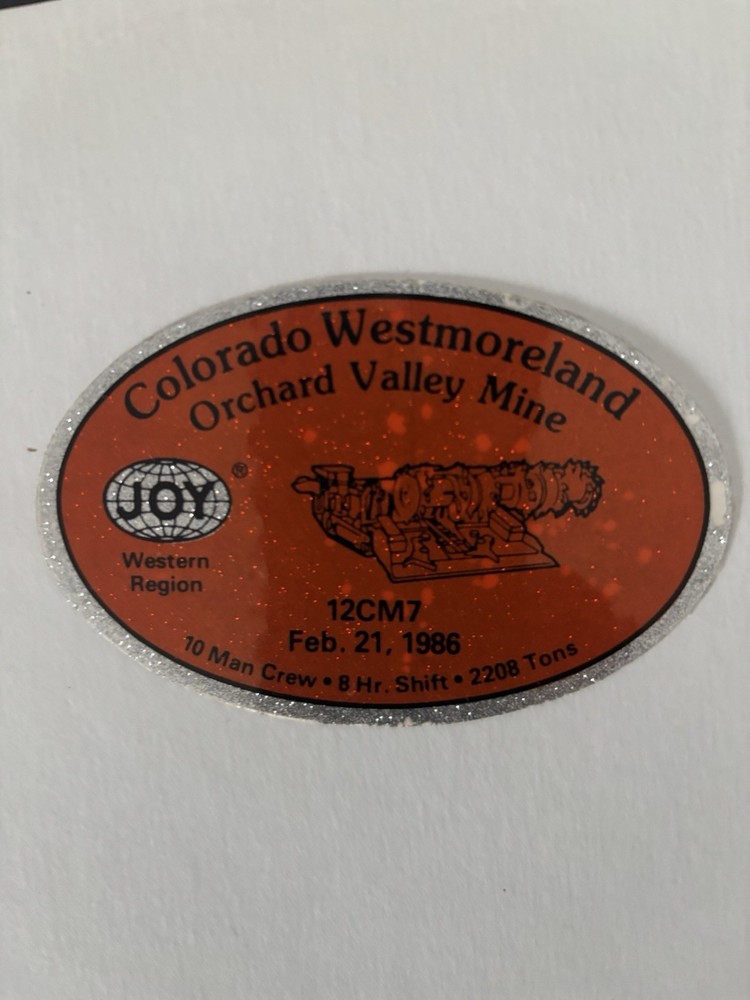 Colorado Westmoreland
Orchard Valley Mine
JOY®
Western
Region
12CM7
Feb. 21, 1986
10 Man Crew • 8 Hr. Shift • 2208 Tons